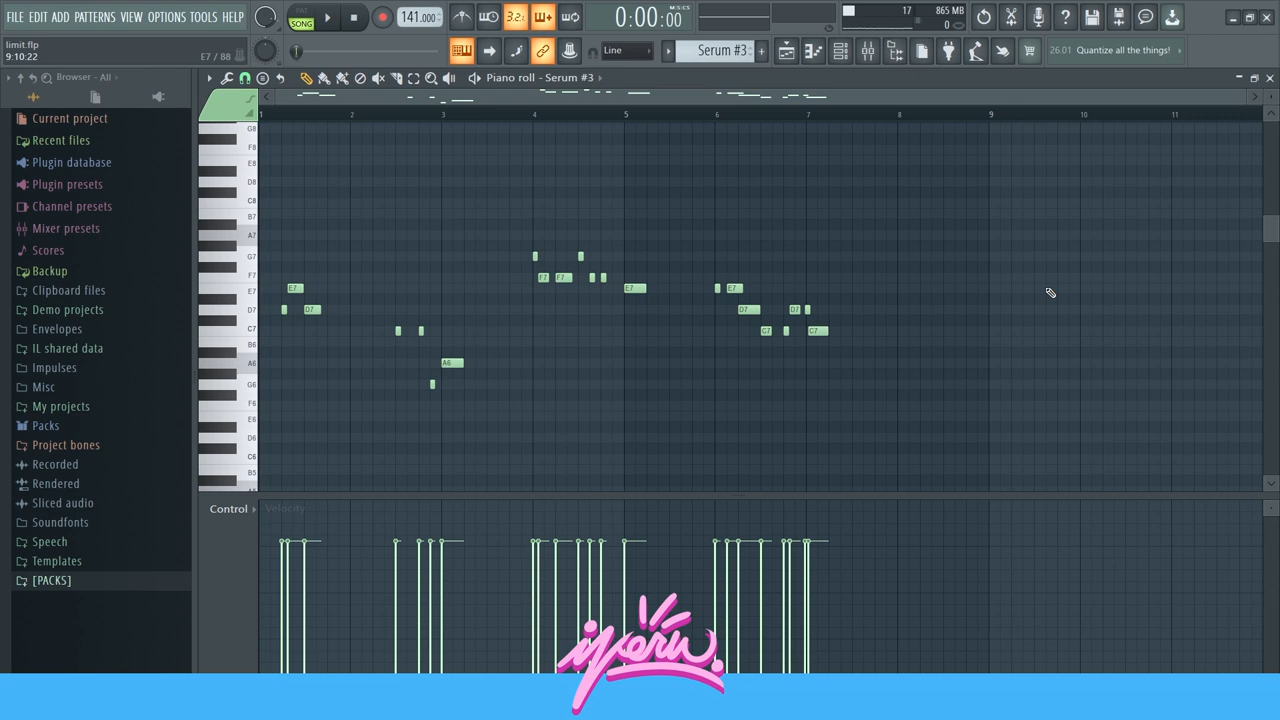 FILE EDIT ADD PATTERNS VIEW OPTIONS TOOLS HELP
PAT
SONG
141.000
3.2.
0:00:00
M:S:CS
17
865 MB
0
limit.flp
9:10:22
E7 / 88
Line
Serum #3
26.01 Quantize all the things!
Browser - All
Piano roll - Serum #3
Current project
Recent files
Plugin database
Plugin presets
Channel presets
Mixer presets
Scores
Backup
Clipboard files
Demo projects
Envelopes
IL shared data
Impulses
Misc
My projects
Packs
Project bones
Recorded
Rendered
Sliced audio
Soundfonts
Speech
Templates
[PACKS]
1 2 3 4 5 6 7 8 9 10 11
G8
F8
E8
D8
C8
B7
A7
G7
F7 F7 F7
E7 E7 E7 E7
D7 D7 D7 D7
C7 C7 C7
B6
A6 A6
G6
F6
E6
D6
C6
B5
Control
Velocity